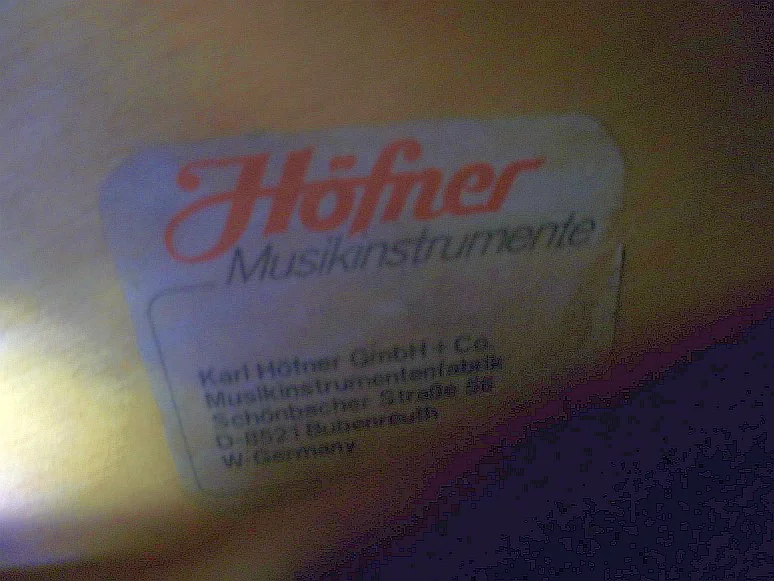 Höfner
Musikinstrumente
Karl Höfner GmbH + Co.
Musikinstrumentenfabrik
Schönbacher Straße 56
D-8521 Bubenreuth
W-Germany